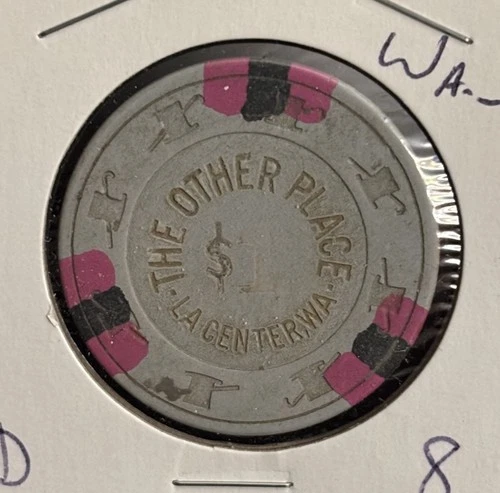 WA.-
THE OTHER PLACE
$1
LA CENTER, WA.
D
8